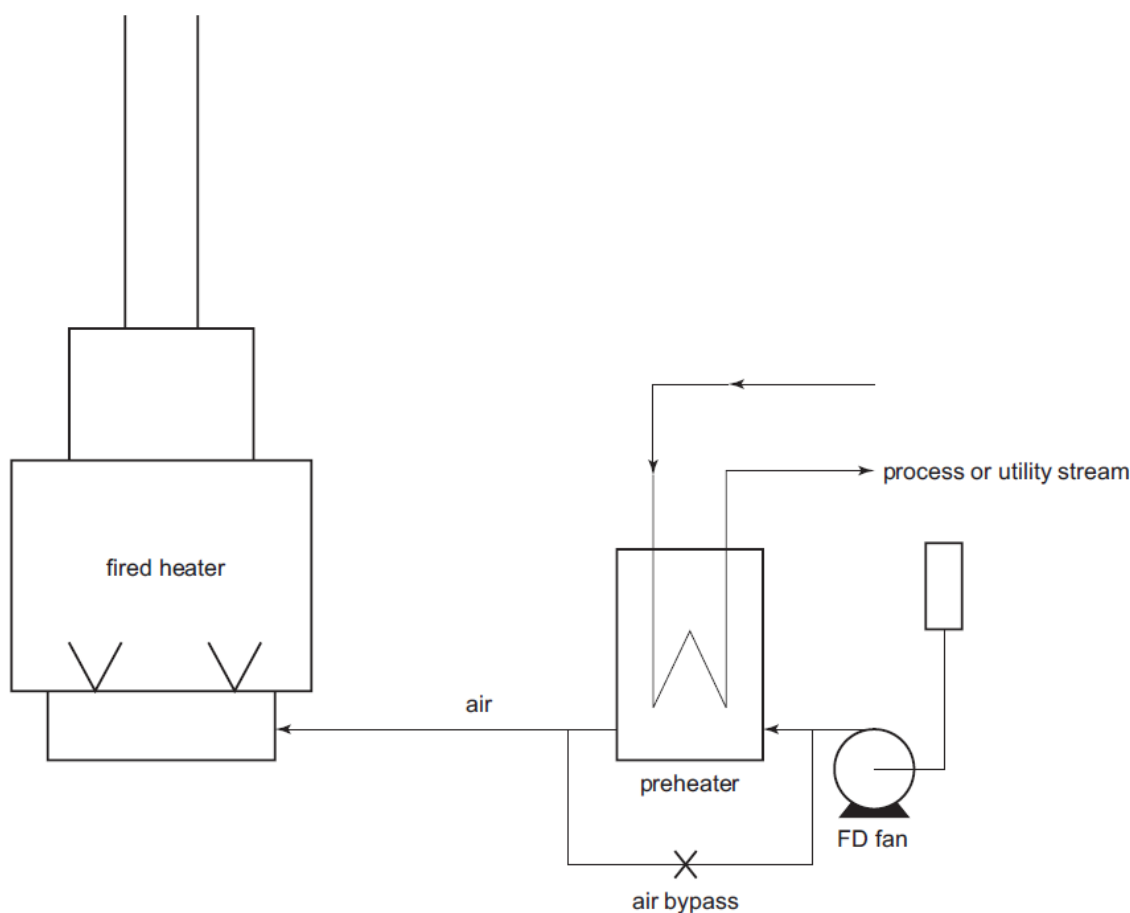 process or utility stream
fired heater
air
preheater
FD fan
air bypass